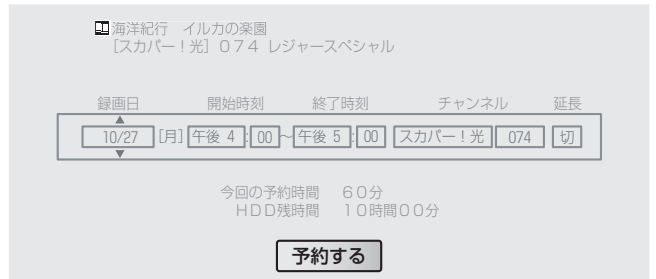 海洋紀行　イルカの楽園
［スカパー！光］０７４ レジャースペシャル
録画日　開始時刻　終了時刻　チャンネル　延長
10/27 [月] 午後 4 : 00 ～ 午後 5 : 00 スカパー！光 074 切
今回の予約時間　６０分
ＨＤＤ残時間　１０時間００分
予約する